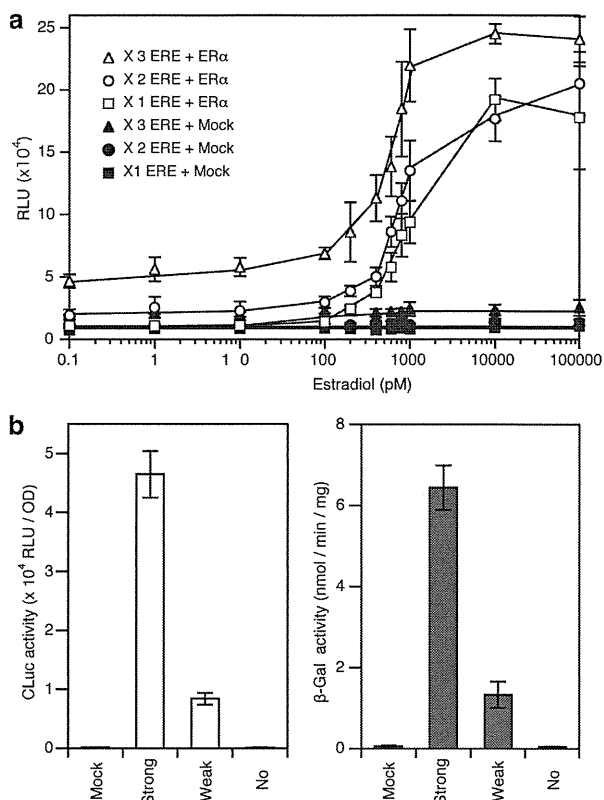 a
25
20
15
10
5
0
RLU (x10⁴)
X 3 ERE + ERα
X 2 ERE + ERα
X 1 ERE + ERα
X 3 ERE + Mock
X 2 ERE + Mock
X1 ERE + Mock
0.1 1 1 0 100 1000 10000 100000
Estradiol (pM)
b
5
4
3
2
1
0
CLuc activity (x 10⁴ RLU / OD)
Mock Strong Weak No
8
6
4
2
0
β-Gal activity (nmol / min / mg)
Mock Strong Weak No